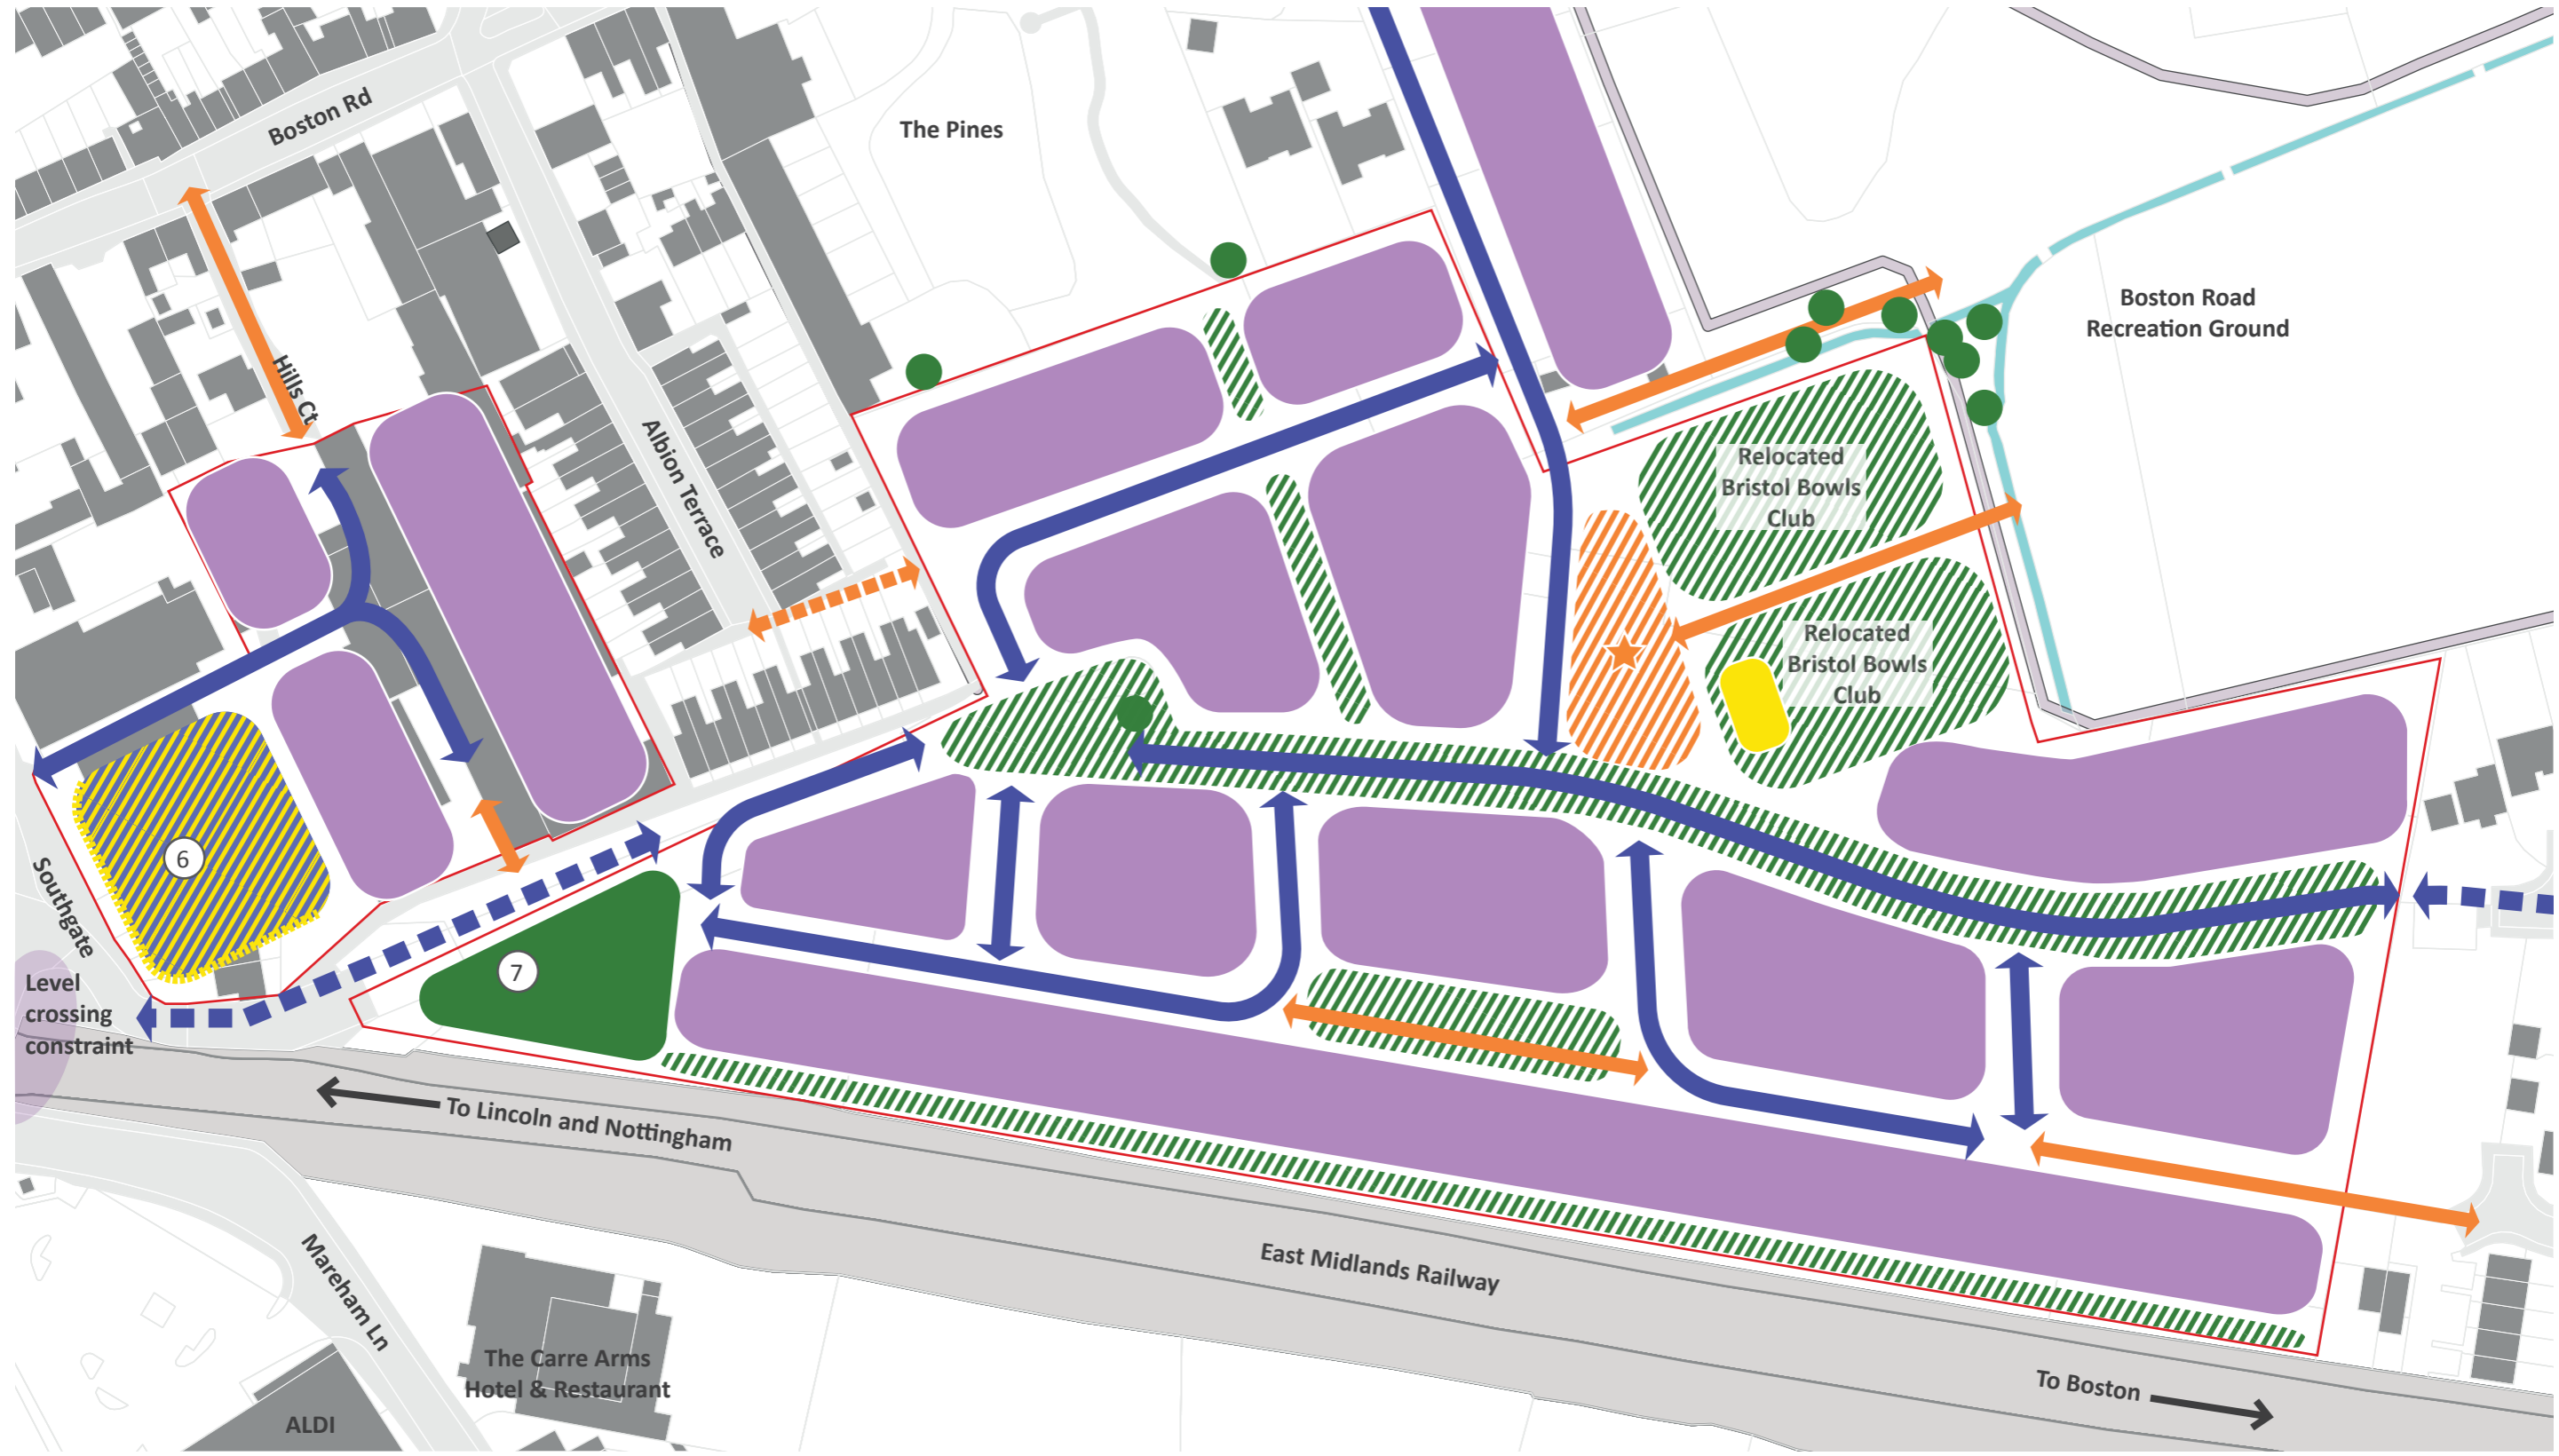 Boston Rd
The Pines
Boston Road
Recreation Ground
Hills Ct
Albion Terrace
Relocated
Bristol Bowls
Club
Relocated
Bristol Bowls
Club
6
Southgate
7
Level
crossing
constraint
To Lincoln and Nottingham
Mareham Ln
East Midlands Railway
The Carre Arms
Hotel & Restaurant
To Boston
ALDI